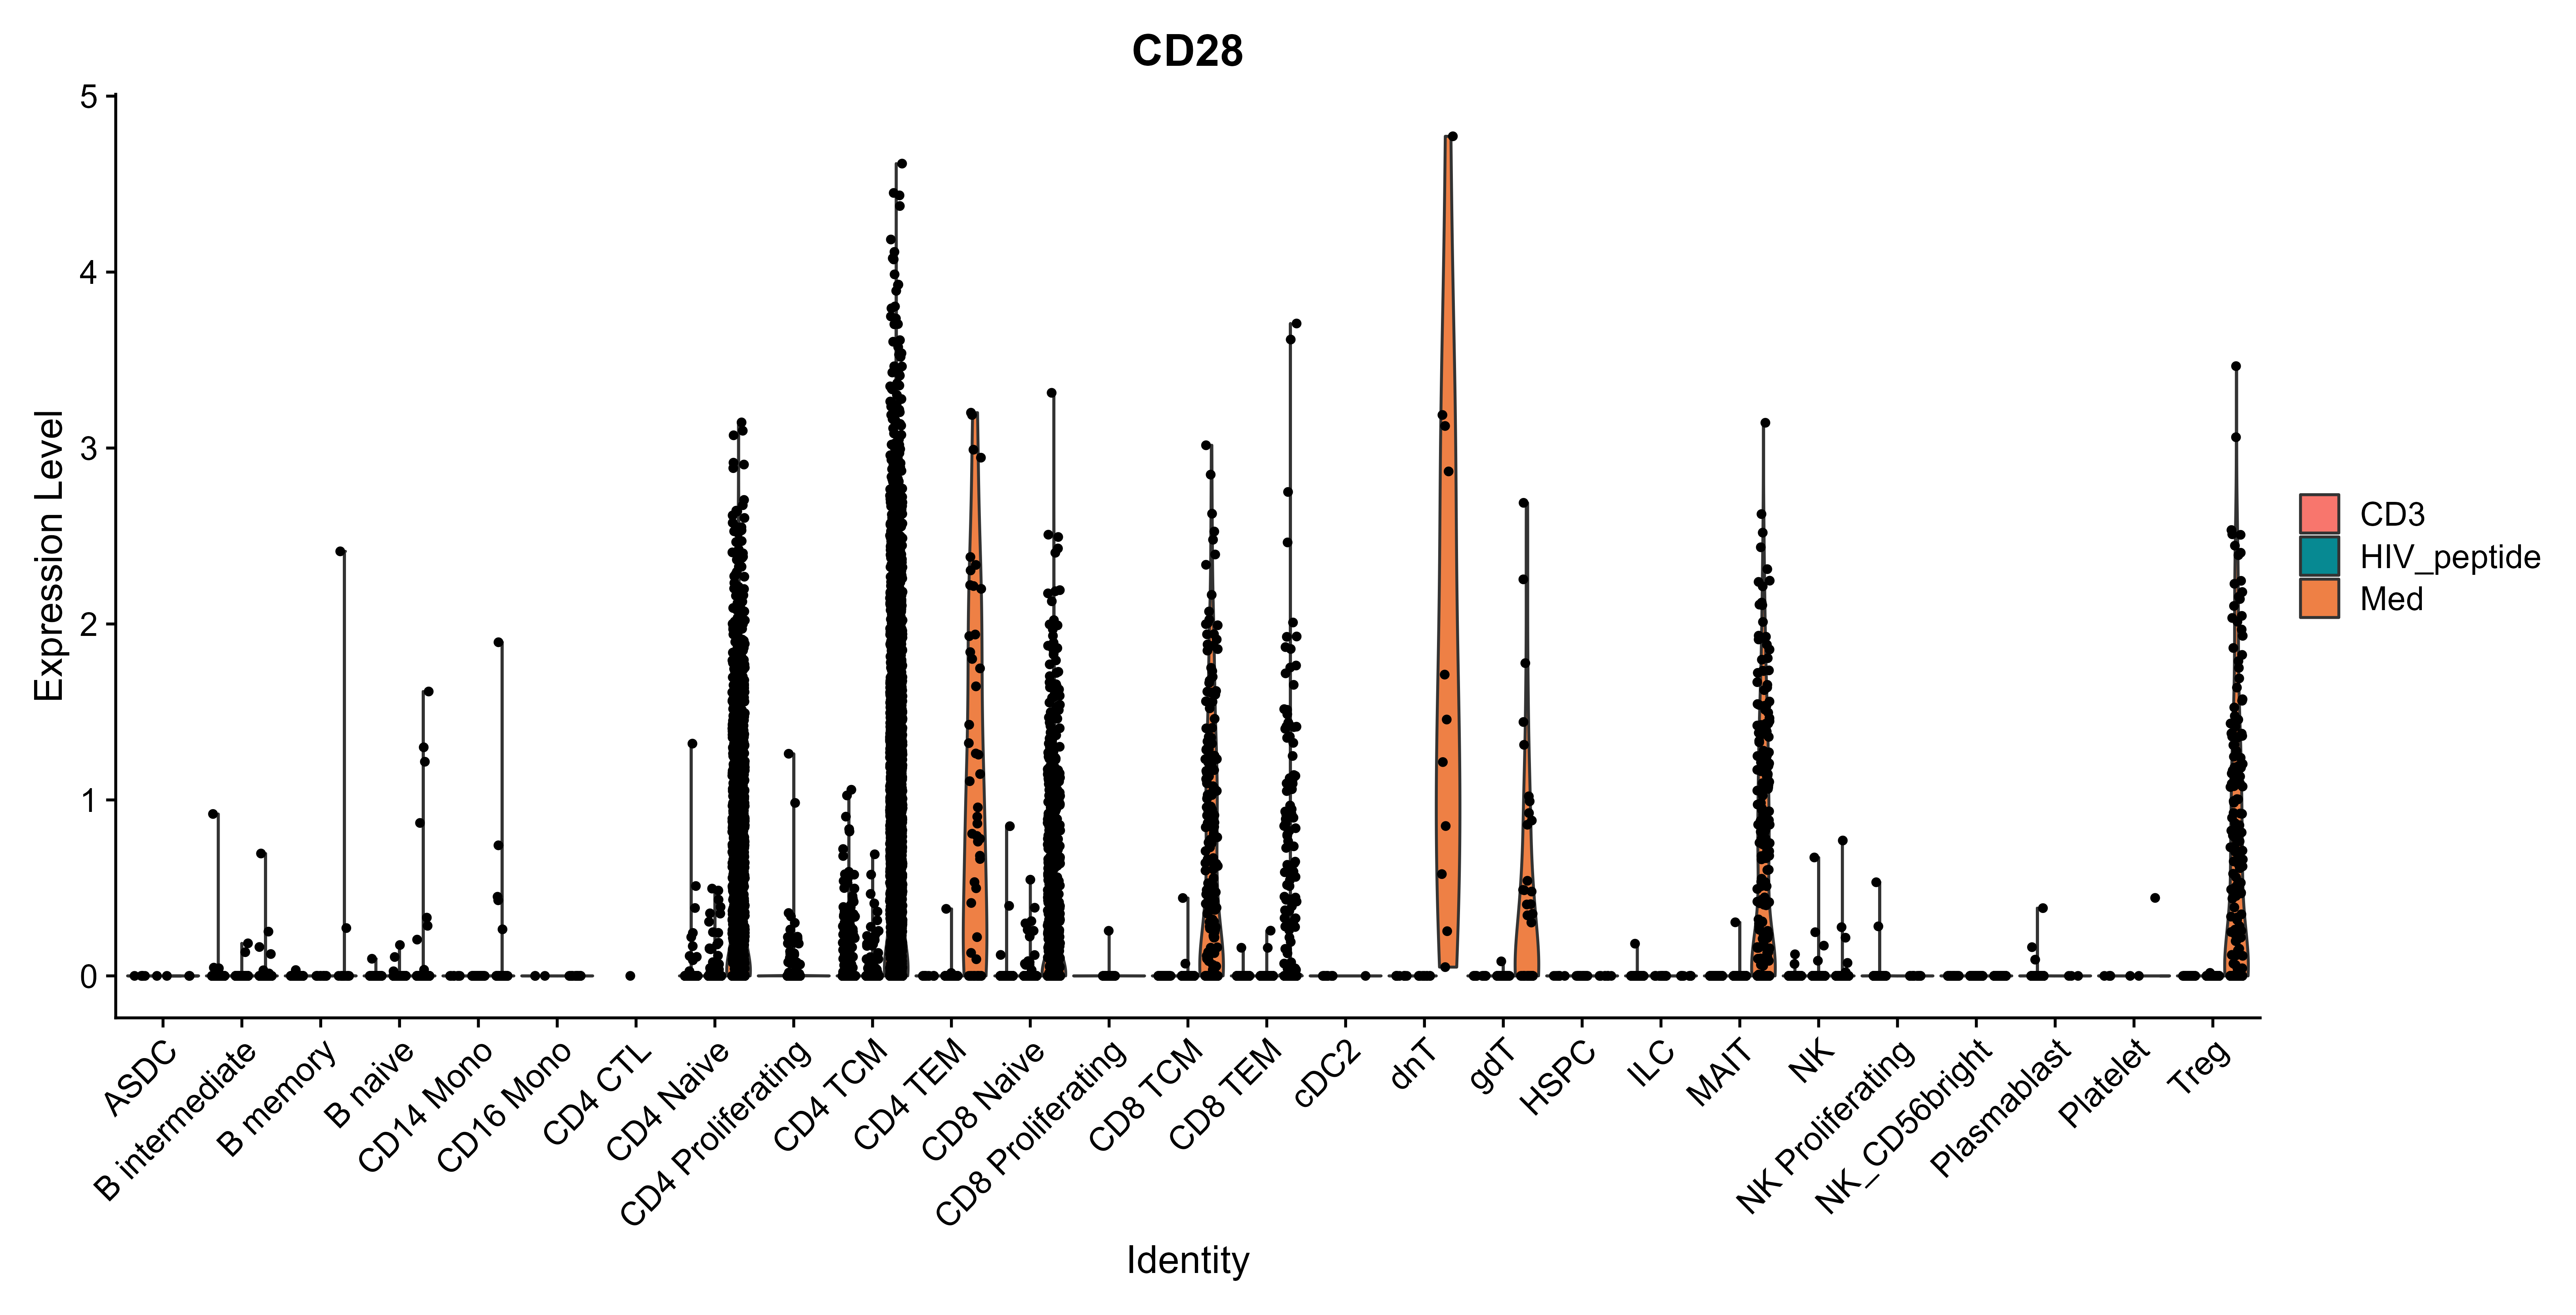 CD28
Expression Level
5
4
3
2
1
0
ASDC
B intermediate
B memory
B naive
CD14 Mono
CD16 Mono
CD4 CTL
CD4 Naive
CD4 Proliferating
CD4 TCM
CD4 TEM
CD8 Naive
CD8 Proliferating
CD8 TCM
CD8 TEM
cDC2
dnT
gdT
HSPC
ILC
MAIT
NK
NK Proliferating
NK_CD56bright
Plasmablast
Platelet
Treg
Identity
CD3
HIV_peptide
Med